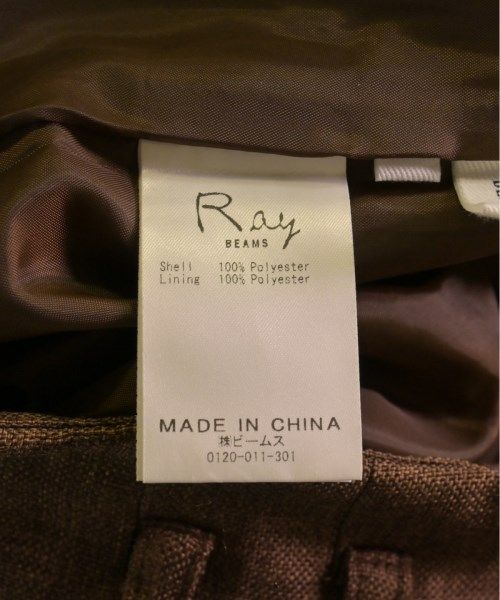 Ray
BEAMS
Shell 100% Polyester
Lining 100% Polyester
MADE IN CHINA
㈱ビームス
0120-011-301